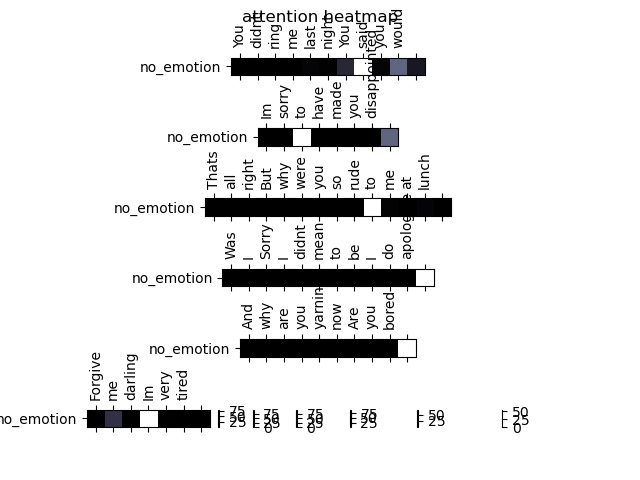 attention heatmap
You didnt ring me last night You said you would
no_emotion
Im sorry to have made you disappointed
no_emotion
Thats all right But why were you so rude to me at lunch
no_emotion
Was I Sorry I didnt mean to be I do apologise
no_emotion
And why are you yarnin now Are you bored
no_emotion
Forgive me darling Im very tired
no_emotion
75 75 75 75 50 50
50 50 50 50 25 25
25 25 25 25 0
0 0